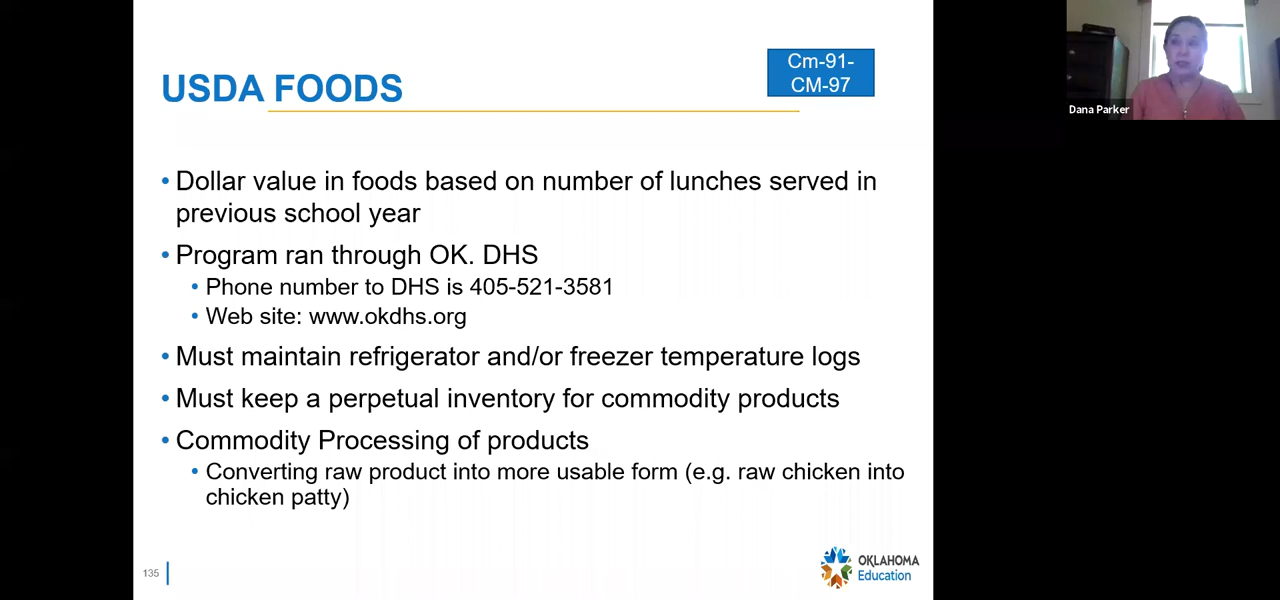 USDA FOODS
Cm-91-
CM-97
• Dollar value in foods based on number of lunches served in
previous school year
• Program ran through OK. DHS
• Phone number to DHS is 405-521-3581
• Web site: www.okdhs.org
• Must maintain refrigerator and/or freezer temperature logs
• Must keep a perpetual inventory for commodity products
• Commodity Processing of products
• Converting raw product into more usable form (e.g. raw chicken into
chicken patty)
135
OKLAHOMA
Education
Dana Parker